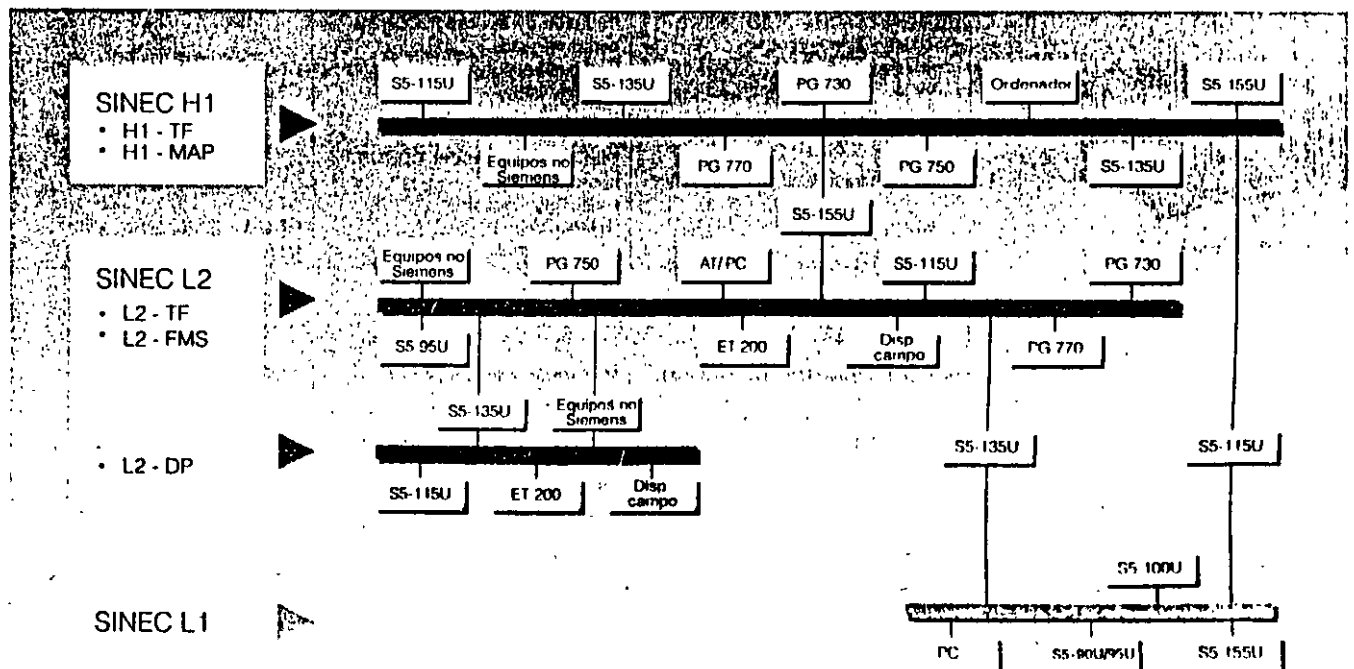 SINEC H1
• H1 - TF
• H1 - MAP
S5-115U
S5-135U
PG 730
Ordenador
S5-155U
Equipos no
Siemens
PG 770
PG 750
S5-135U
S5-155U
SINEC L2
• L2 - TF
• L2 - FMS
Equipos no
Siemens
PG 750
AT/PC
S5-115U
PG 730
S5 95U
ET 200
Disp
campo
PG 770
• L2 - DP
S5-135U
Equipos no
Siemens
S5-135U
S5-115U
S5-115U
ET 200
Disp
campo
SINEC L1
S5-100U
PC
S5-90U/95U
S5-155U